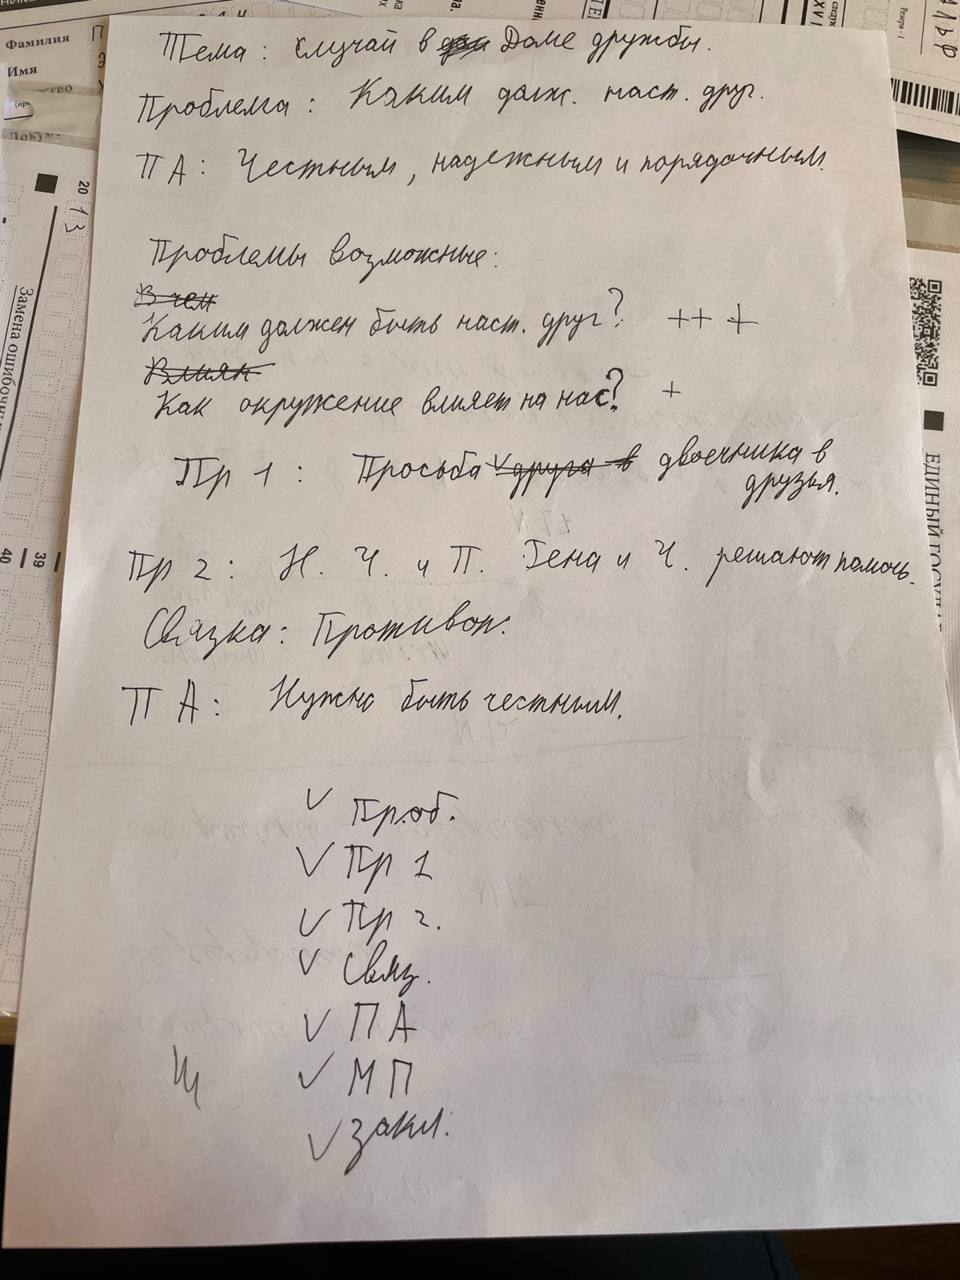 Фамилия
Имя
Тема: случай в Доме дружбы.
Проблема: Каким долж. наст. друг.
ПА: Честным, надежным и порядочным.
Проблемы возможные:
В чем
Каким должен быть наст. друг? +++
Влиян
Как окружение влияет на нас? +
Пр 1: Просьба друга в двоечника в
друзья.
Пр 2: Н. Ч. и П. Гена и Ч. решают помочь.
Связка: Противоп.
ПА: Нужно быть честным.
✓ Проб.
✓ Пр 1
✓ Пр 2.
✓ Связ.
✓ ПА
✓ МП
✓ Закл.
20
13
Замена ошибочн
40
39
Резерв - 1
ЕДИНЫЙ ГОСУДА